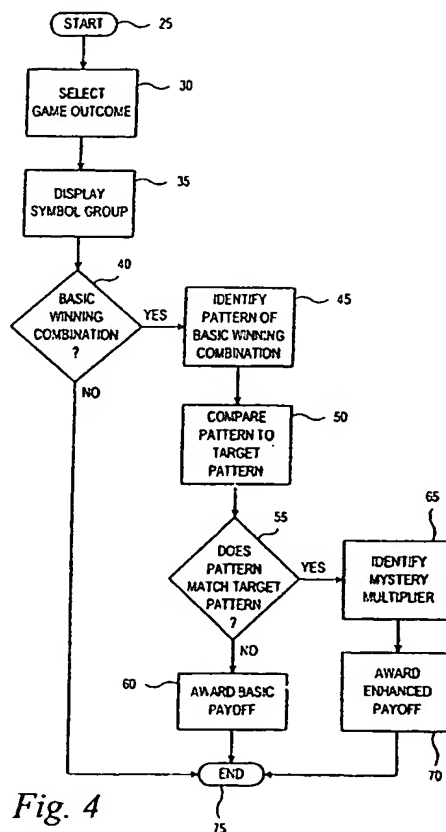 START
25
SELECT
GAME OUTCOME
30
DISPLAY
SYMBOL GROUP
35
BASIC
WINNING
COMBINATION
?
40
YES
NO
IDENTIFY
PATTERN OF
BASIC WINNING
COMBINATION
45
COMPARE
PATTERN TO
TARGET
PATTERN
50
DOES
PATTERN
MATCH TARGET
PATTERN
?
55
YES
NO
IDENTIFY
MYSTERY
MULTIPLIER
65
AWARD BASIC
PAYOFF
60
AWARD
ENHANCED
PAYOFF
70
END
75
Fig. 4